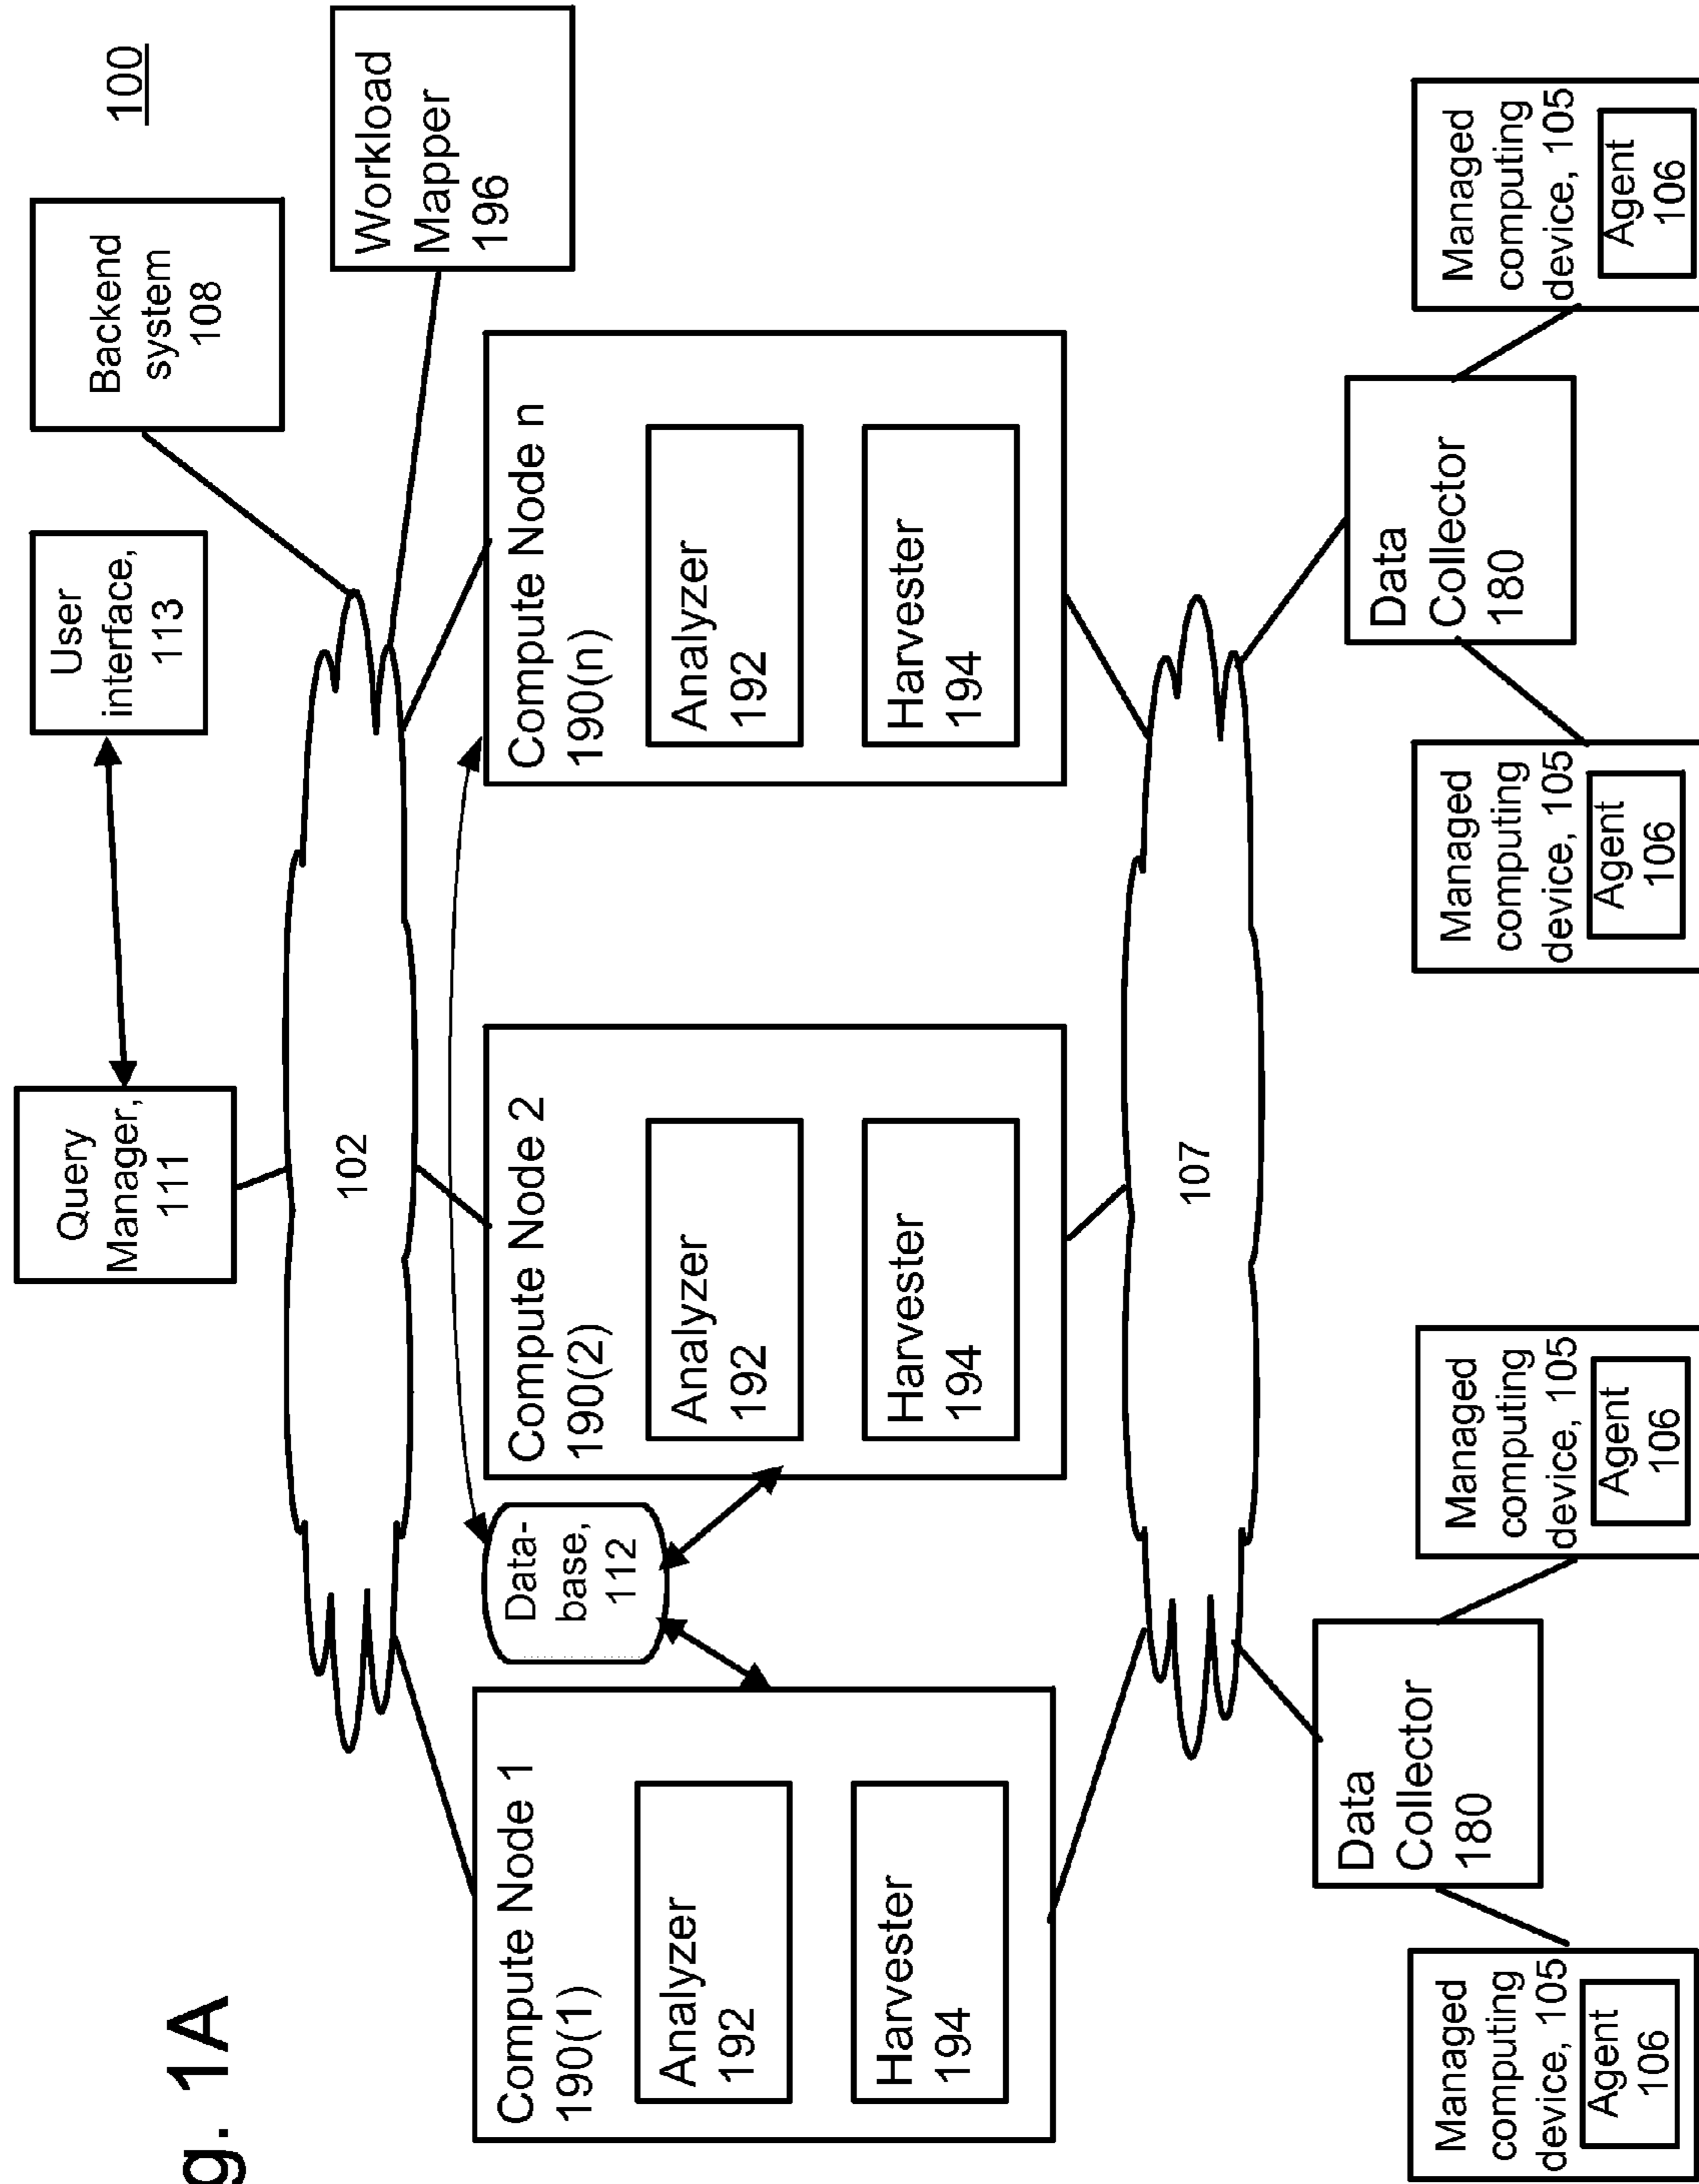 g. 1A
100
Query
Manager,
111
User
interface,
113
Backend
system
108
Workload
Mapper
196
102
Data-
base,
112
Compute Node 1
190(1)
Analyzer
192
Harvester
194
Compute Node 2
190(2)
Analyzer
192
Harvester
194
Compute Node n
190(n)
Analyzer
192
Harvester
194
107
Data
Collector
180
Data
Collector
180
Managed
computing
device, 105
Agent
106
Managed
computing
device, 105
Agent
106
Managed
computing
device, 105
Agent
106
Managed
computing
device, 105
Agent
106